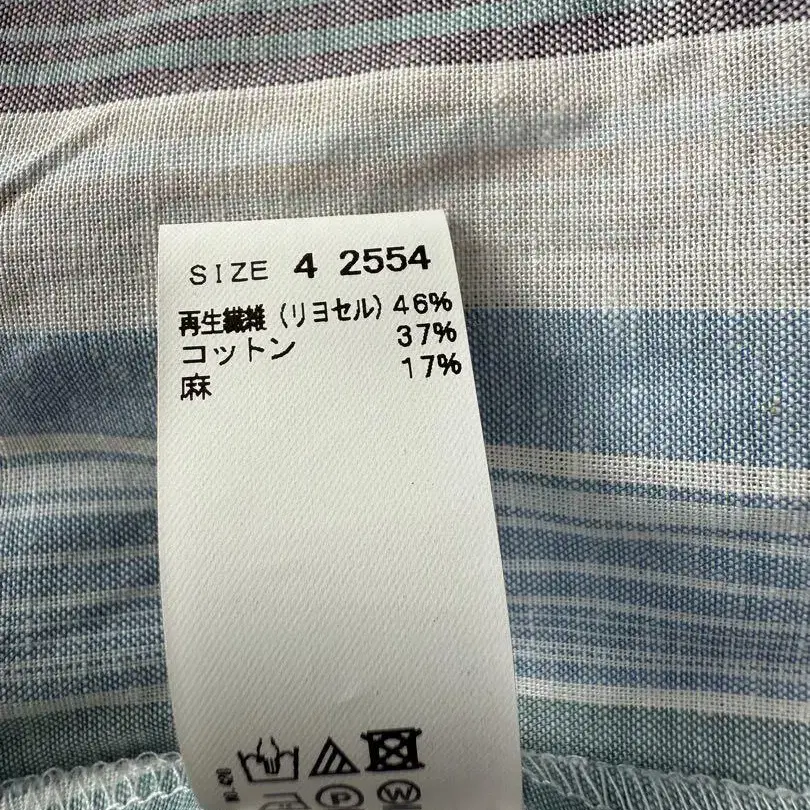 SIZE 4 2554
再生繊維（リヨセル）46%
コットン 37%
麻 17%
P
W